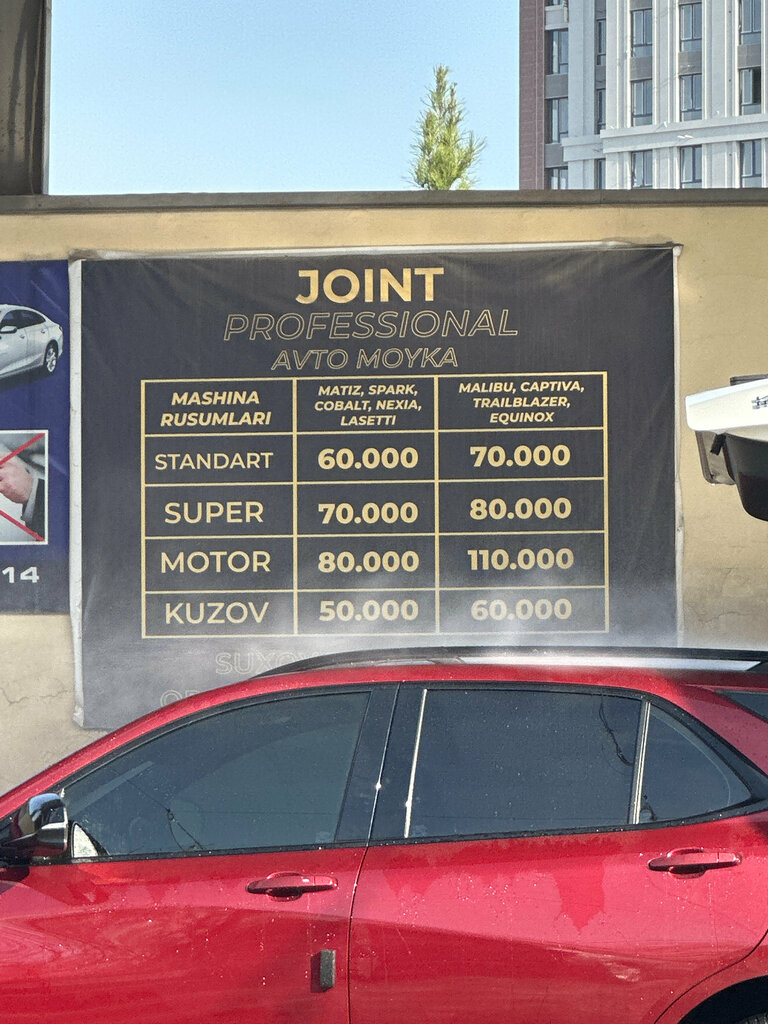 JOINT
PROFESSIONAL
AVTO MOYKA
MASHINA RUSUMLARI
MATIZ, SPARK, COBALT, NEXIA, LASETTI
MALIBU, CAPTIVA, TRAILBLAZER, EQUINOX
STANDART 60.000 70.000
SUPER 70.000 80.000
MOTOR 80.000 110.000
KUZOV 50.000 60.000
14